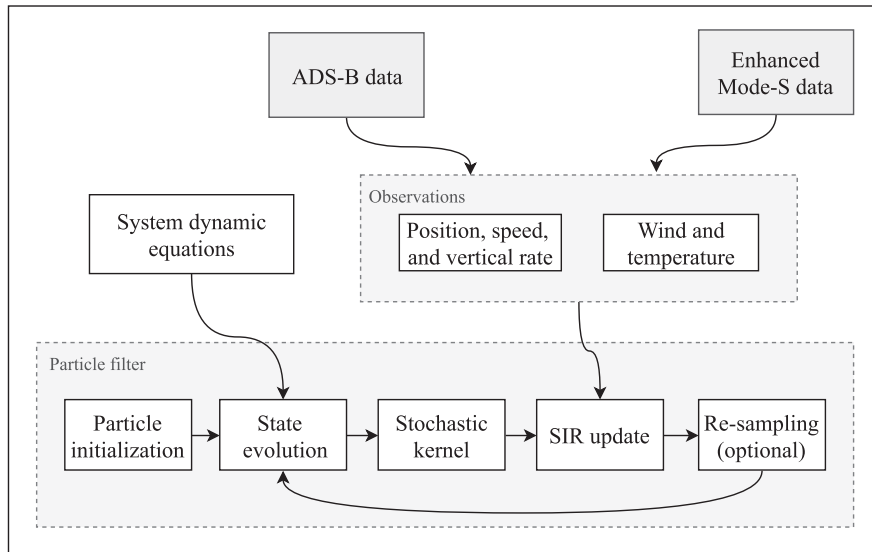 ADS-B data
Enhanced
Mode-S data
Observations
Position, speed,
and vertical rate
Wind and
temperature
System dynamic
equations
Particle filter
Particle
initialization
State
evolution
Stochastic
kernel
SIR update
Re-sampling
(optional)